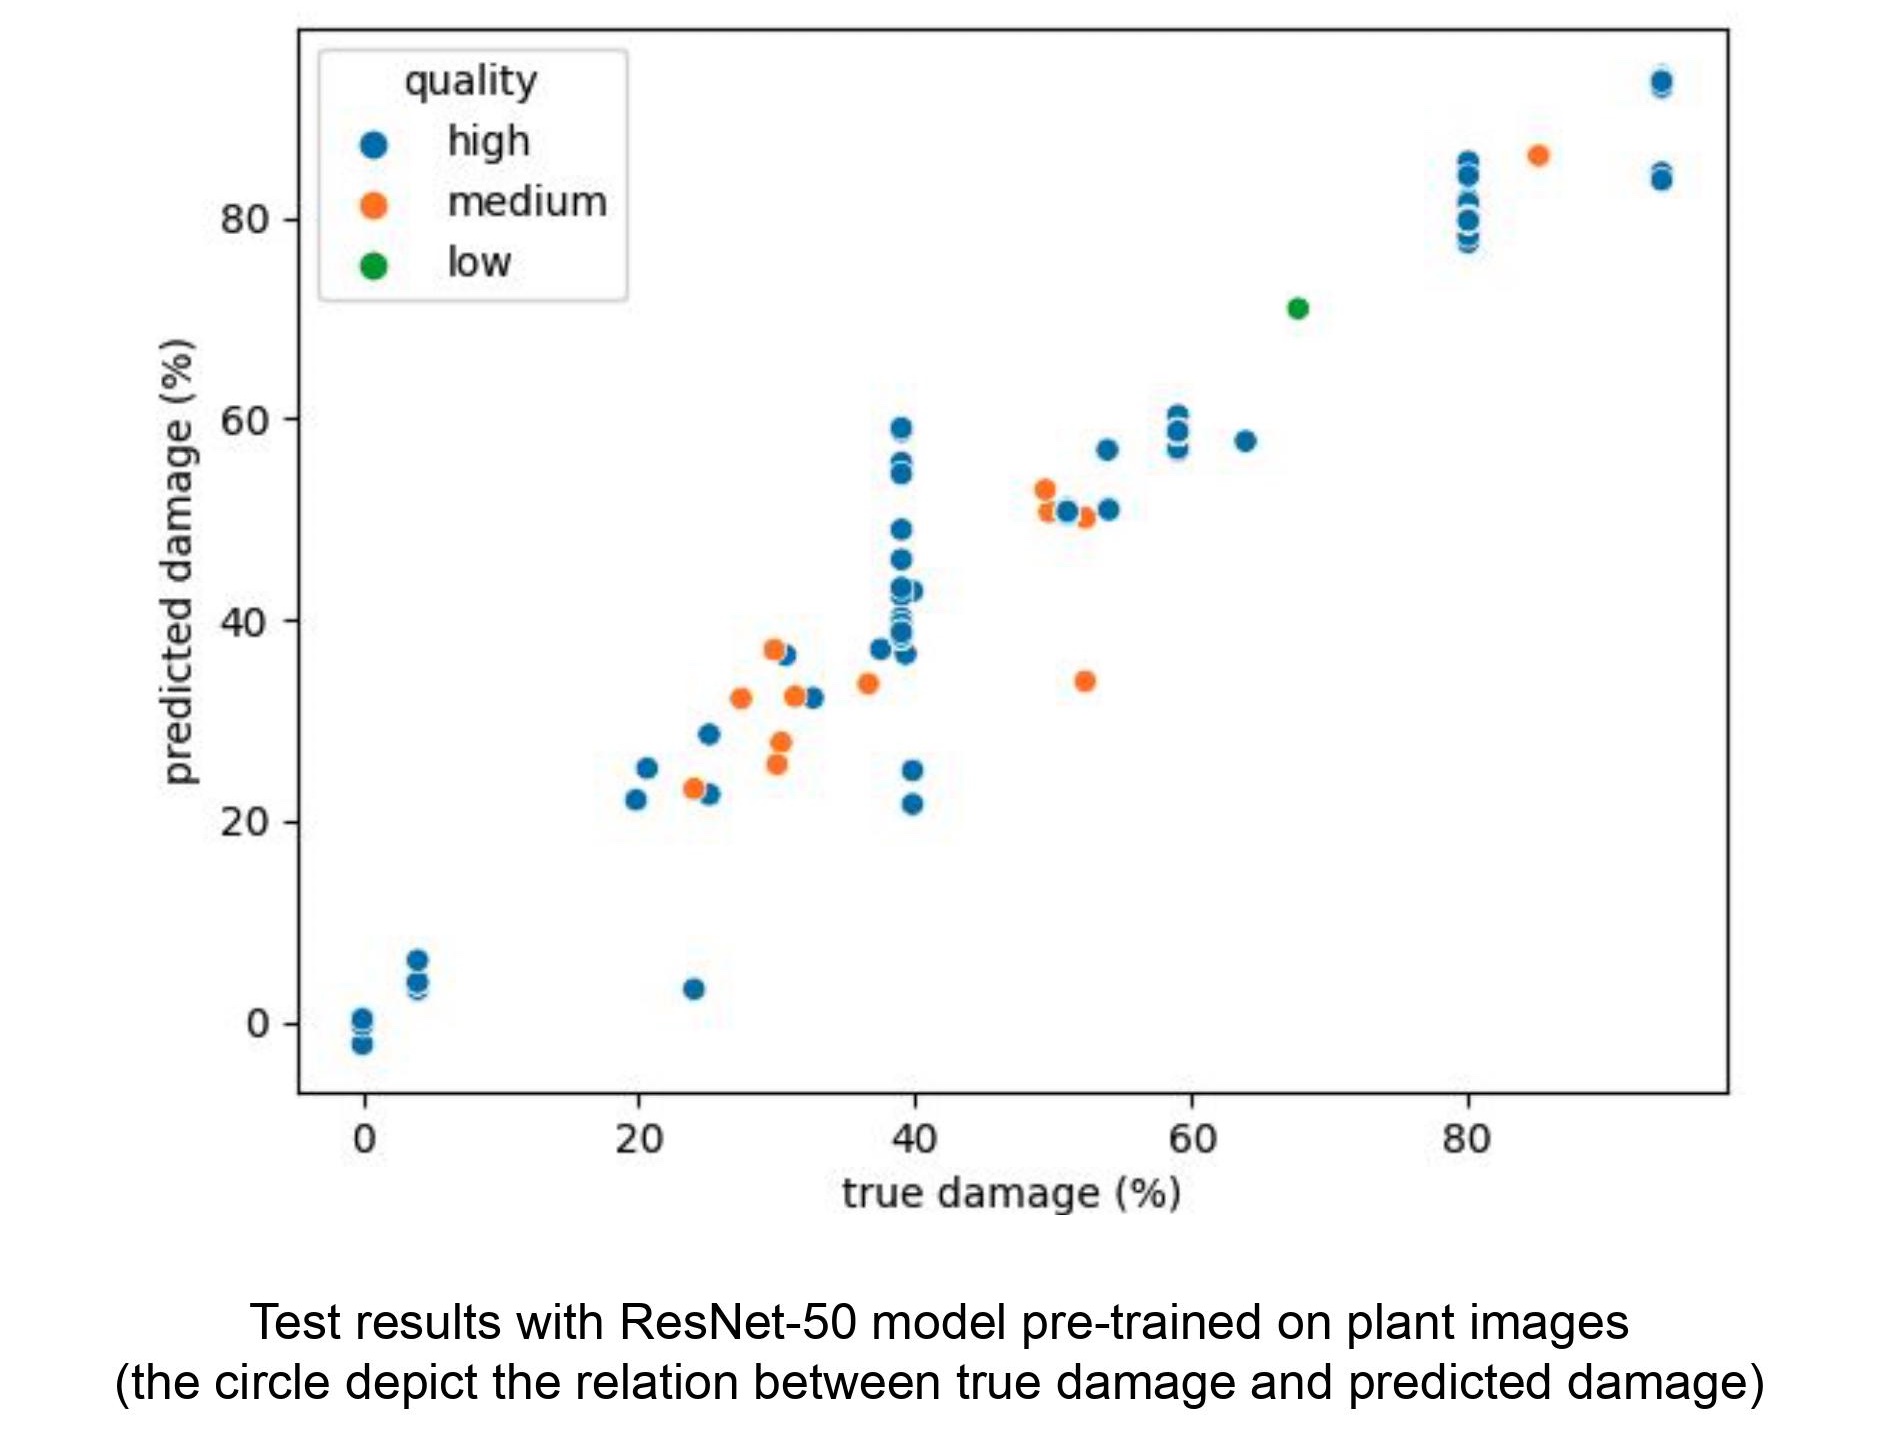 quality
high
medium
low
predicted damage (%)
80
60
40
20
0
0 20 40 60 80
true damage (%)
Test results with ResNet-50 model pre-trained on plant images
(the circle depict the relation between true damage and predicted damage)